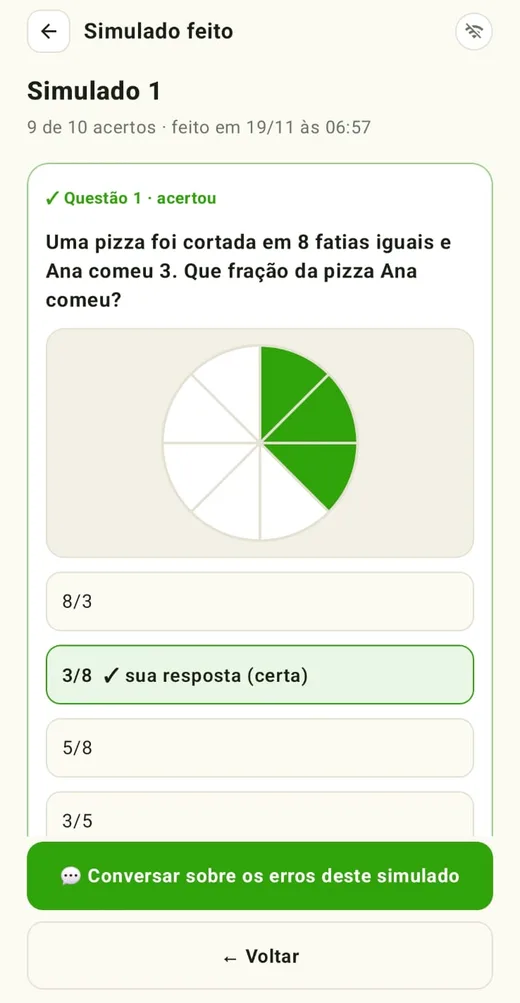 Simulado feito
Simulado 1
9 de 10 acertos · feito em 19/11 às 06:57
✓ Questão 1 · acertou
Uma pizza foi cortada em 8 fatias iguais e
Ana comeu 3. Que fração da pizza Ana
comeu?
8/3
3/8 ✓ sua resposta (certa)
5/8
3/5
💬 Conversar sobre os erros deste simulado
← Voltar